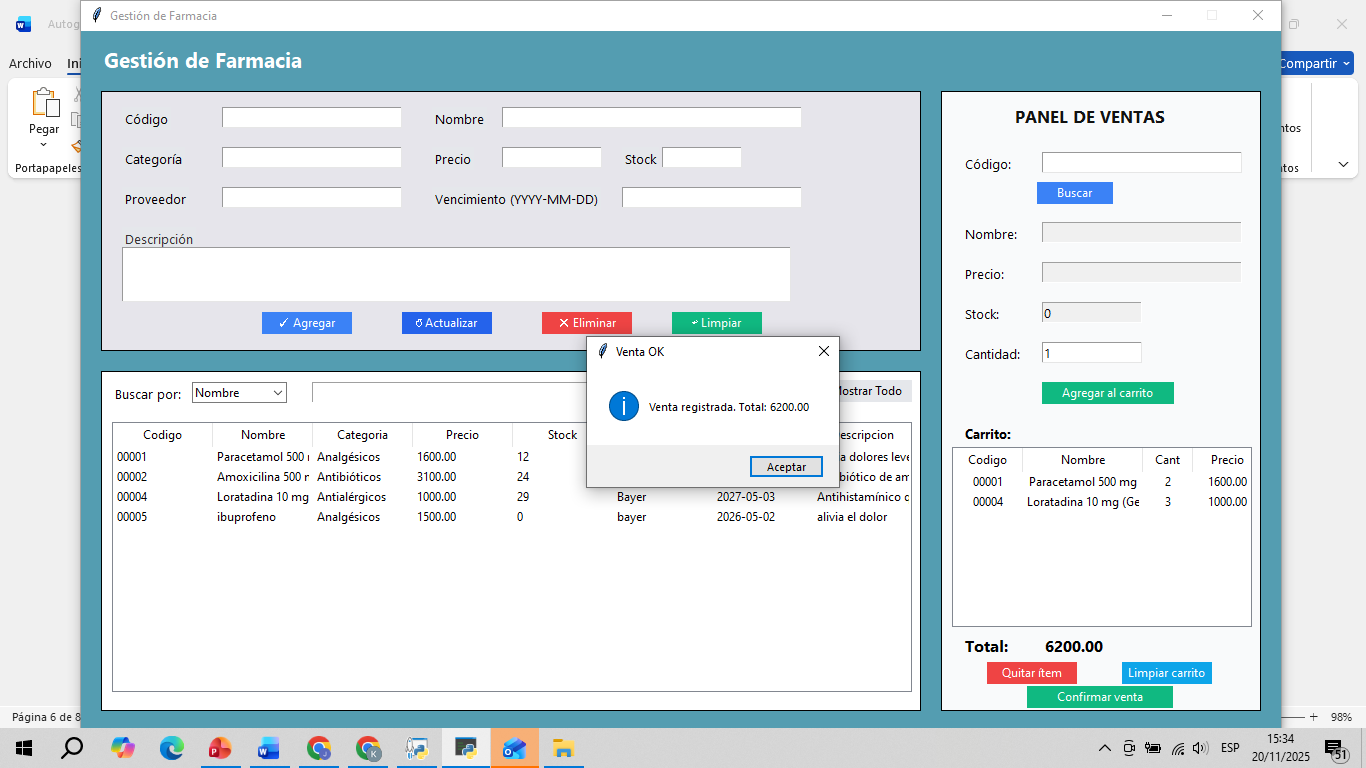 Gestión de Farmacia
Archivo
Compartir
Pegar
Portapapeles
Gestión de Farmacia
Código
Nombre
Categoría
Precio
Stock
Proveedor
Vencimiento (YYYY-MM-DD)
Descripción
✓ Agregar
Actualizar
✕ Eliminar
Limpiar
Buscar por:
Nombre
Mostrar Todo
Codigo Nombre Categoria Precio Stock
00001 Paracetamol 500 Analgésicos 1600.00 12 dolores
00002 Amoxicilina 500 Antibióticos 3100.00 24 de
00004 Loratadina 10 mg Antialérgicos 1000.00 29 Bayer 2027-05-03 Antihistamínico
00005 ibuprofeno Analgésicos 1500.00 0 bayer 2026-05-02 alivia el dolor
Venta OK
Venta registrada. Total: 6200.00
Aceptar
PANEL DE VENTAS
Código:
Buscar
Nombre:
Precio:
Stock: 0
Cantidad: 1
Agregar al carrito
Carrito:
Codigo Nombre Cant Precio
00001 Paracetamol 500 mg 2 1600.00
00004 Loratadina 10 mg (Ge 3 1000.00
Total: 6200.00
Quitar ítem
Limpiar carrito
Confirmar venta
Página 6 de 8
98%
ESP
15:34
20/11/2025
51